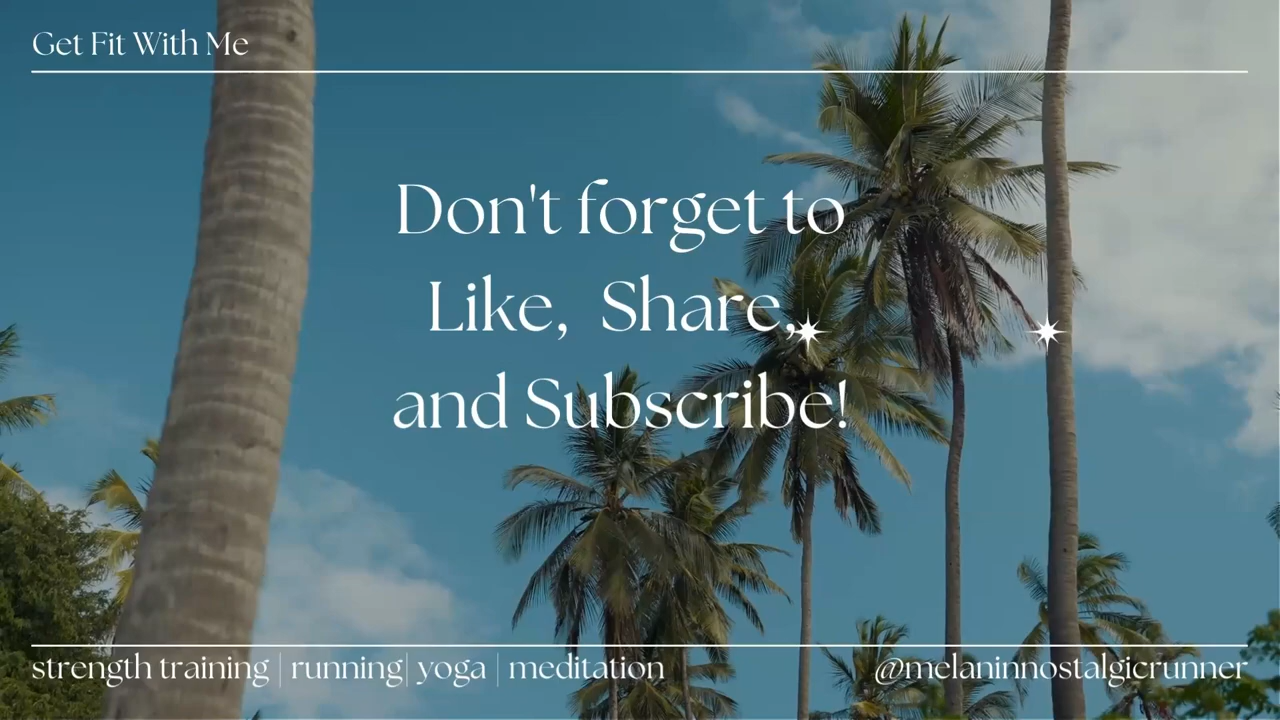 Get Fit With Me
Don't forget to
Like, Share,
and Subscribe!
strength training | running| yoga | meditation
@melaninnostalgicrunner